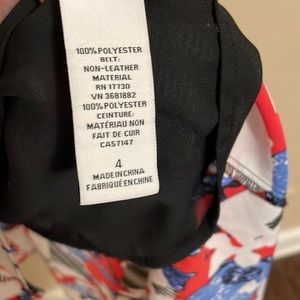 100% POLYESTER
BELT:
NON-LEATHER
MATERIAL
RN 17730
VN 3681882
100% POLYESTER
CEINTURE:
MATÉRIAU NON
FAIT DE CUIR
CA57147
4
MADE IN CHINA
FABRIQUÉ EN CHINE